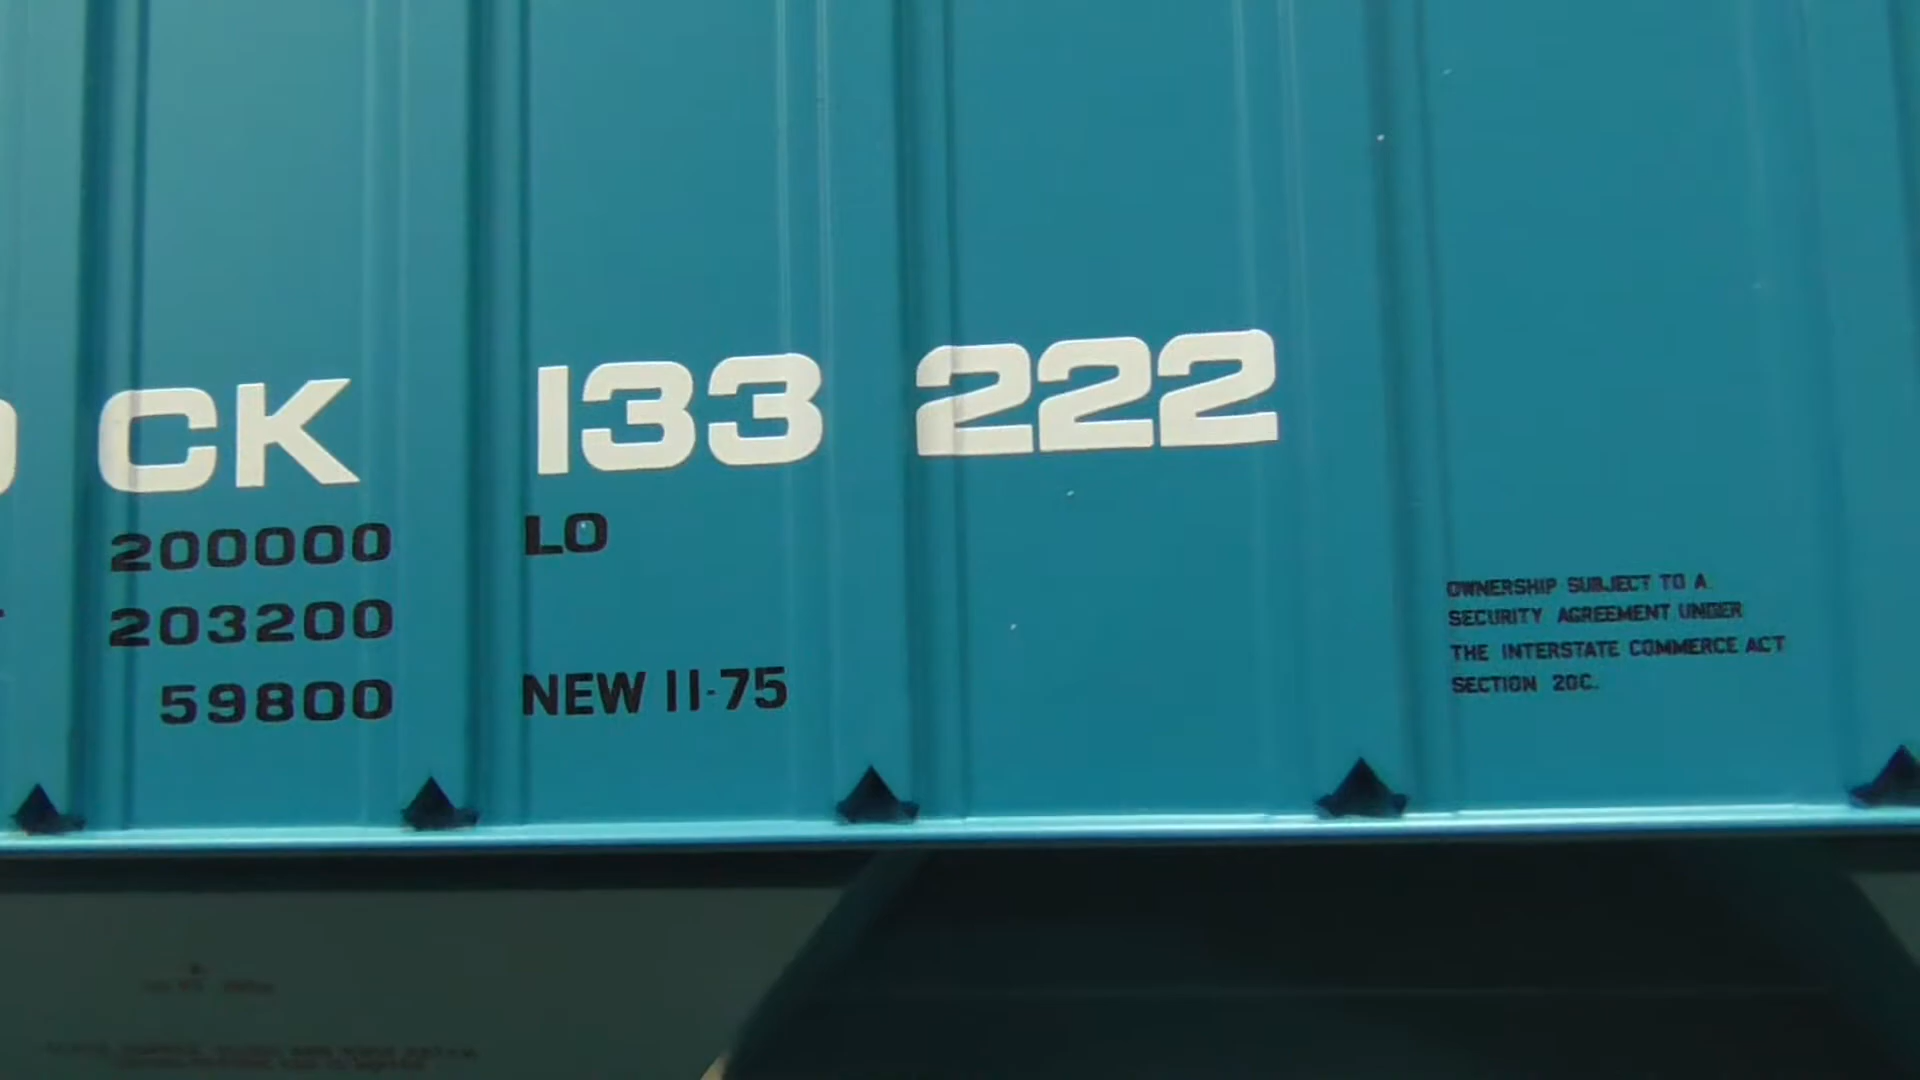 CK 133 222
200000 LO
203200
59800 NEW 11-75
OWNERSHIP SUBJECT TO A
SECURITY AGREEMENT UNDER
THE INTERSTATE COMMERCE ACT
SECTION 20C.